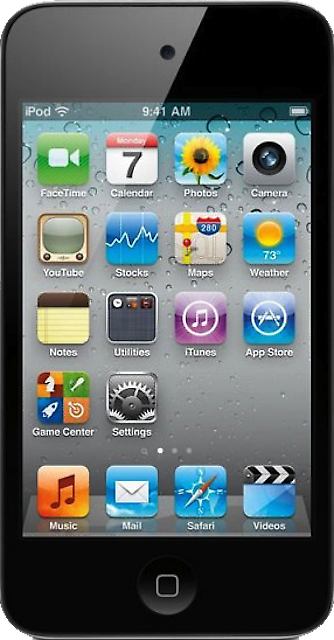 iPod 9:41 AM
Monday
7
280
73°
FaceTime Calendar Photos Camera
YouTube Stocks Maps Weather
Notes Utilities iTunes App Store
Game Center Settings
Music Mail Safari Videos